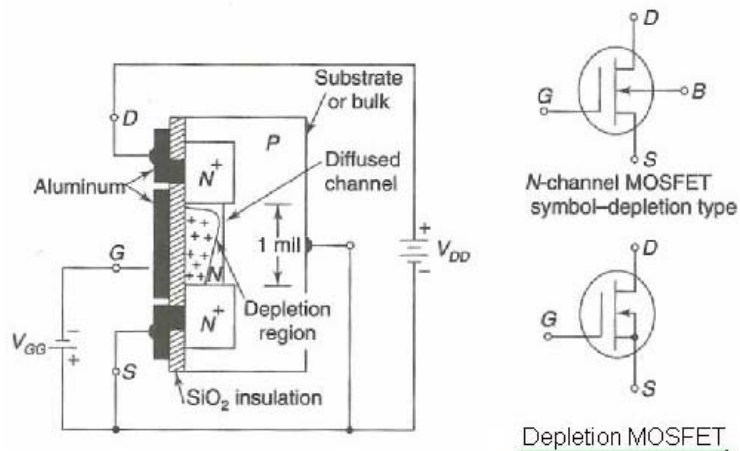 D
Substrate
or bulk
D
P
G
B
Aluminum
N+
Diffused
channel
S
N-channel MOSFET
symbol–depletion type
+ +
+ + +
+ + +
+ +
+ +
1 mil
N
+
VDD
−
G
D
Depletion
region
N+
G
VGG
−
+
S
SiO2 insulation
S
Depletion MOSFET